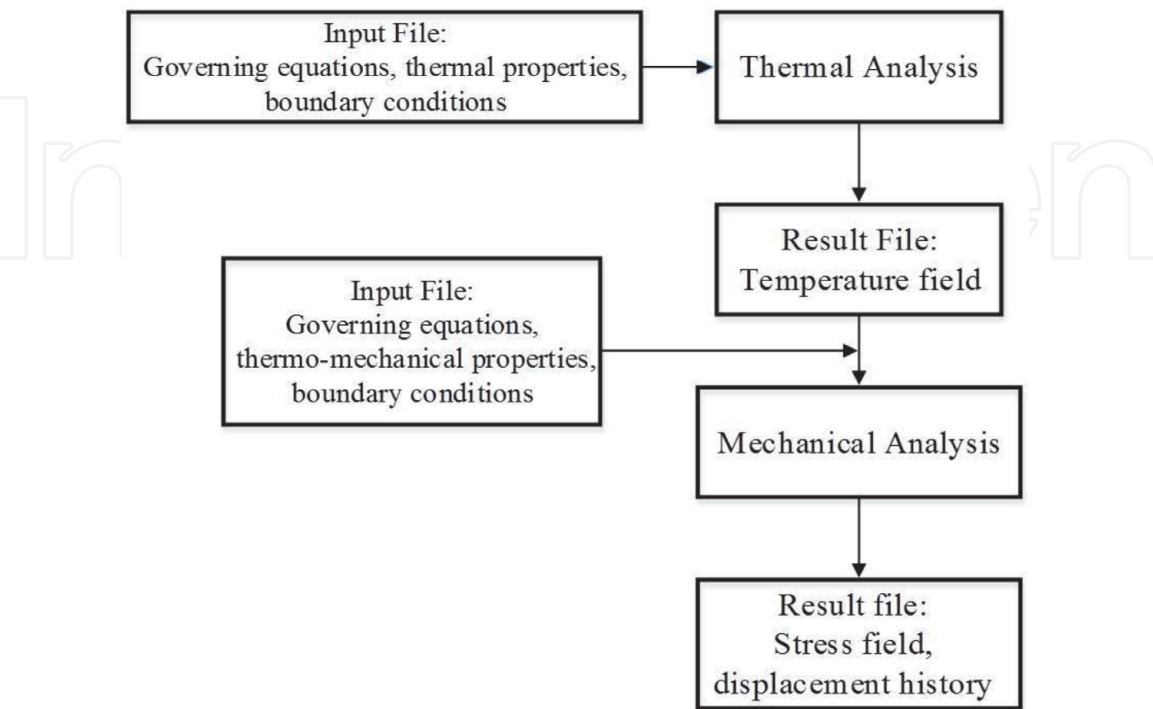 Input File:
Governing equations, thermal properties,
boundary conditions
Thermal Analysis
Result File:
Temperature field
Input File:
Governing equations,
thermo-mechanical properties,
boundary conditions
Mechanical Analysis
Result file:
Stress field,
displacement history